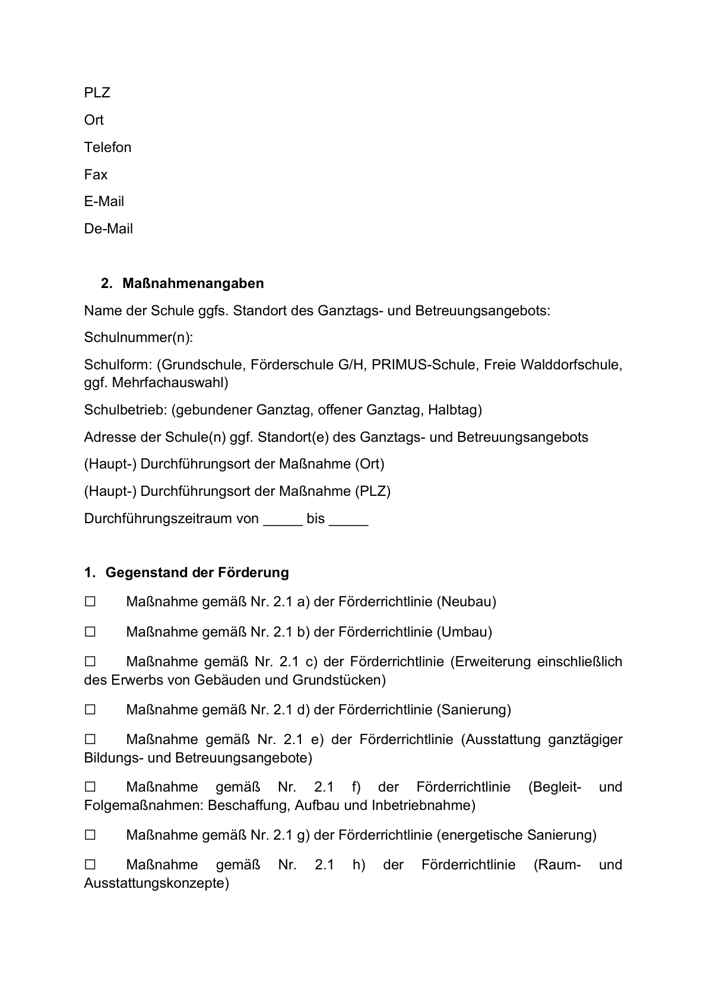 PLZ
Ort
Telefon
Fax
E-Mail
De-Mail
2. Maßnahmenangaben
Name der Schule ggfs. Standort des Ganztags- und Betreuungsangebots:
Schulnummer(n):
Schulform: (Grundschule, Förderschule G/H, PRIMUS-Schule, Freie Walddorfschule,
ggf. Mehrfachauswahl)
Schulbetrieb: (gebundener Ganztag, offener Ganztag, Halbtag)
Adresse der Schule(n) ggf. Standort(e) des Ganztags- und Betreuungsangebots
(Haupt-) Durchführungsort der Maßnahme (Ort)
(Haupt-) Durchführungsort der Maßnahme (PLZ)
Durchführungszeitraum von _____ bis _____
1. Gegenstand der Förderung
☐ Maßnahme gemäß Nr. 2.1 a) der Förderrichtlinie (Neubau)
☐ Maßnahme gemäß Nr. 2.1 b) der Förderrichtlinie (Umbau)
☐ Maßnahme gemäß Nr. 2.1 c) der Förderrichtlinie (Erweiterung einschließlich
des Erwerbs von Gebäuden und Grundstücken)
☐ Maßnahme gemäß Nr. 2.1 d) der Förderrichtlinie (Sanierung)
☐ Maßnahme gemäß Nr. 2.1 e) der Förderrichtlinie (Ausstattung ganztägiger
Bildungs- und Betreuungsangebote)
☐ Maßnahme gemäß Nr. 2.1 f) der Förderrichtlinie (Begleit- und
Folgemaßnahmen: Beschaffung, Aufbau und Inbetriebnahme)
☐ Maßnahme gemäß Nr. 2.1 g) der Förderrichtlinie (energetische Sanierung)
☐ Maßnahme gemäß Nr. 2.1 h) der Förderrichtlinie (Raum- und
Ausstattungskonzepte)